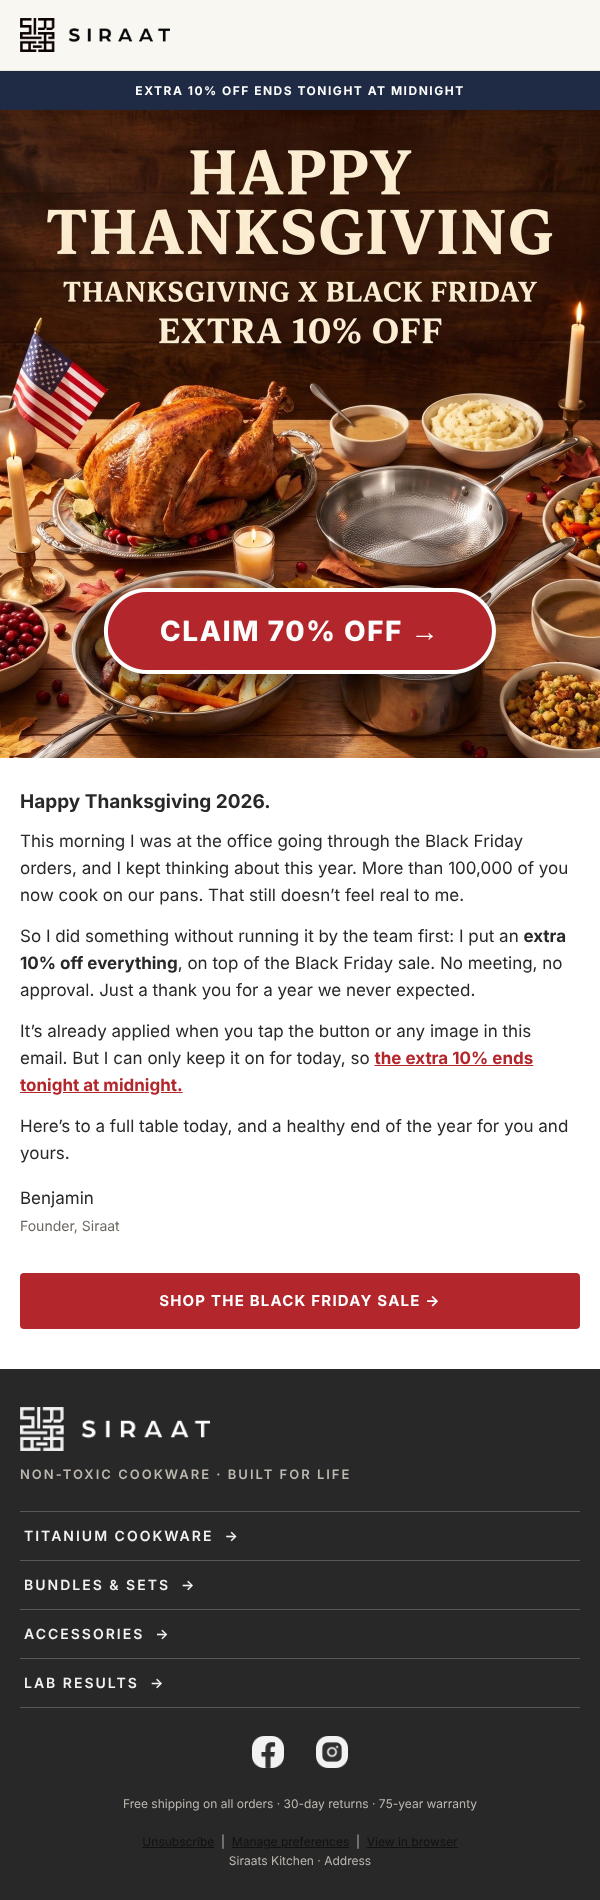 SIRAAT
EXTRA 10% OFF ENDS TONIGHT AT MIDNIGHT
HAPPY
THANKSGIVING
THANKSGIVING X BLACK FRIDAY
EXTRA 10% OFF
CLAIM 70% OFF →
Happy Thanksgiving 2026.
This morning I was at the office going through the Black Friday
orders, and I kept thinking about this year. More than 100,000 of you
now cook on our pans. That still doesn’t feel real to me.
So I did something without running it by the team first: I put an extra
10% off everything, on top of the Black Friday sale. No meeting, no
approval. Just a thank you for a year we never expected.
It’s already applied when you tap the button or any image in this
email. But I can only keep it on for today, so the extra 10% ends
tonight at midnight.
Here’s to a full table today, and a healthy end of the year for you and
yours.
Benjamin
Founder, Siraat
SHOP THE BLACK FRIDAY SALE →
SIRAAT
NON-TOXIC COOKWARE · BUILT FOR LIFE
TITANIUM COOKWARE →
BUNDLES & SETS →
ACCESSORIES →
LAB RESULTS →
Free shipping on all orders · 30-day returns · 75-year warranty
Unsubscribe | Manage preferences | View in browser
Siraats Kitchen · Address